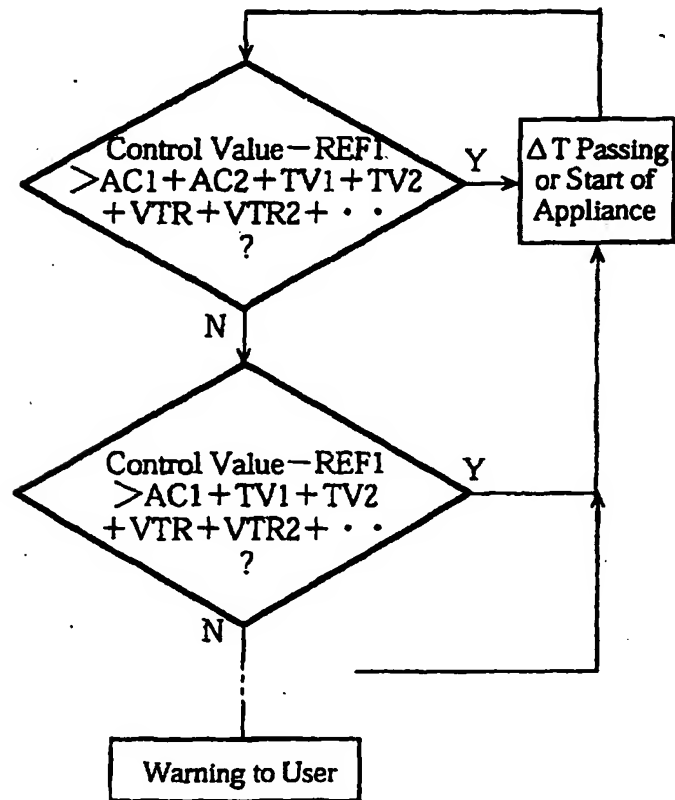 Control Value－REF1
＞AC1＋AC2＋TV1＋TV2
＋VTR＋VTR2＋・・
?
Y
ΔT Passing
or Start of
Appliance
N
Control Value－REF1
＞AC1＋TV1＋TV2
＋VTR＋VTR2＋・・
?
Y
N
Warning to User